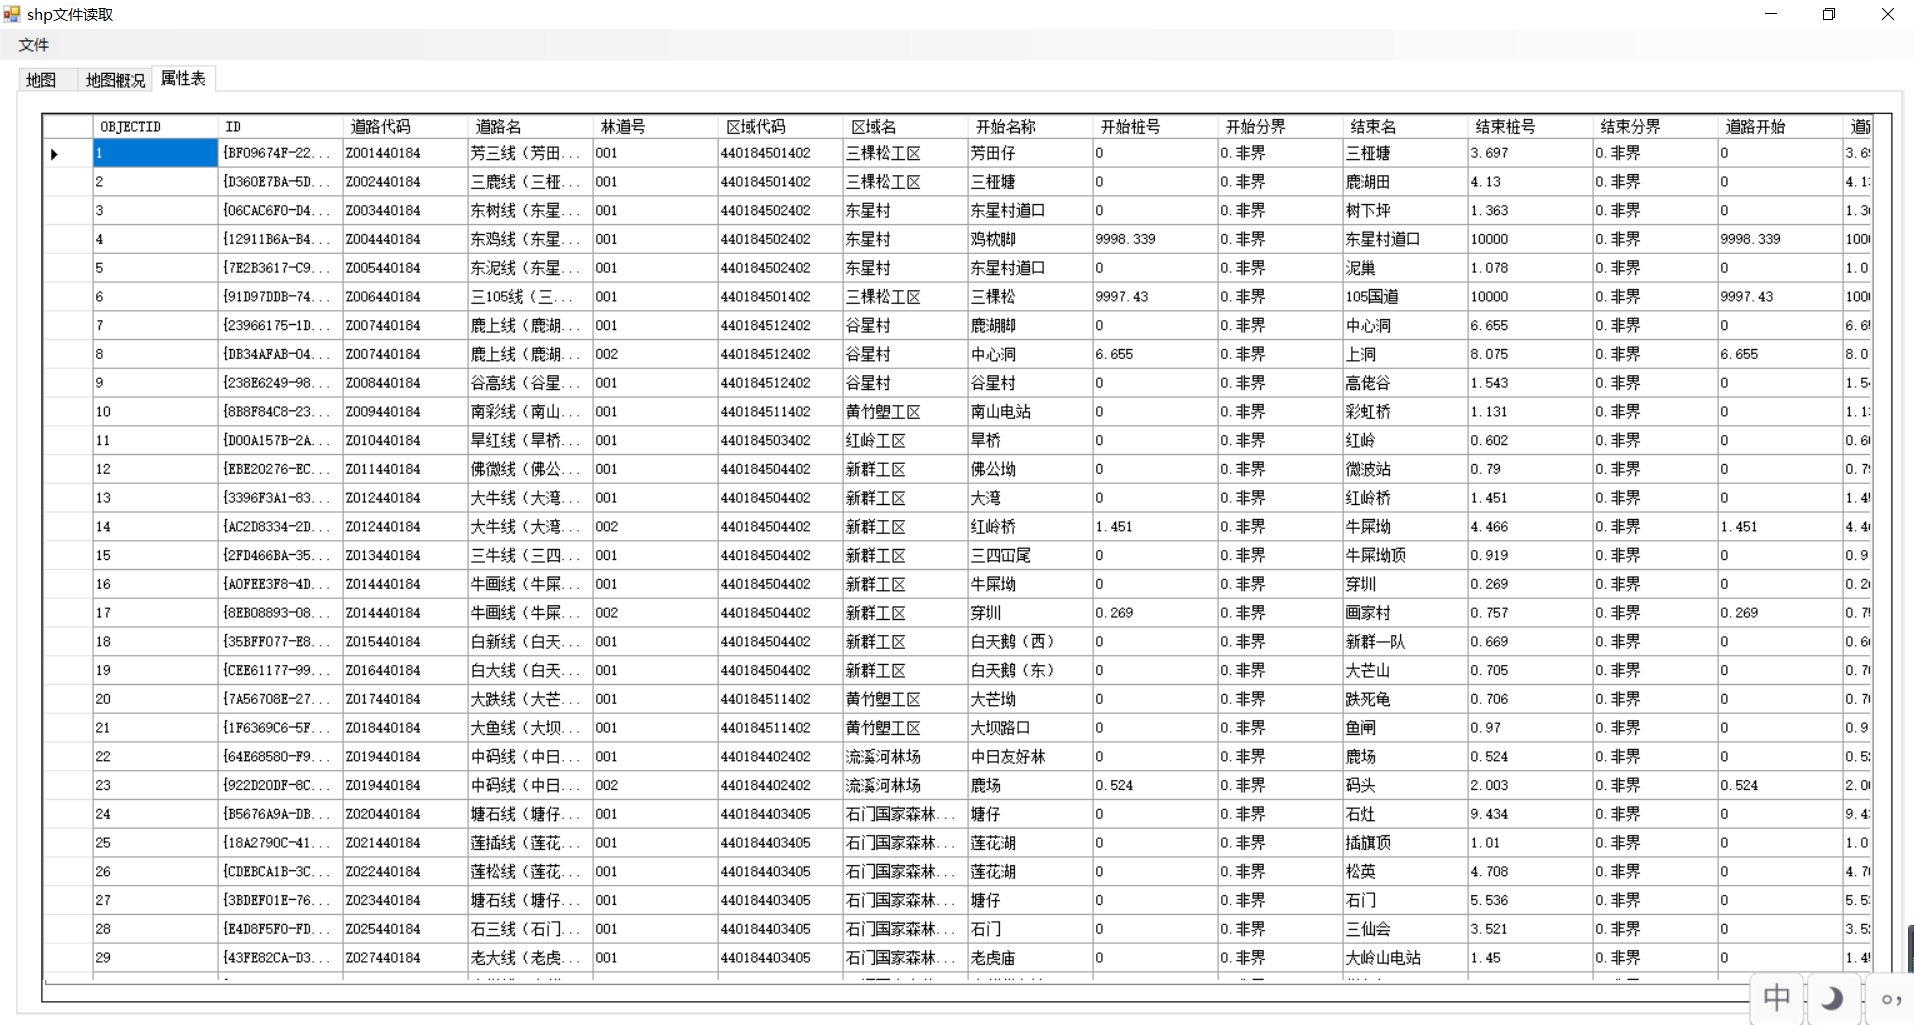 shp文件读取
文件
地图 地图概况 属性表
OBJECTID ID 道路代码 道路名 林道号 区域代码 区域名 开始名称 开始桩号 开始分界 结束名 结束桩号 结束分界 道路开始 道路
1 {BF09674F-22... Z001440184 芳三线（芳田... 001 440184501402 三棵松工区 芳田仔 0 0.非界 三桠塘 3.697 0.非界 0 3.69
2 {D360E7BA-5D... Z002440184 三鹿线（三桠... 001 440184501402 三棵松工区 三桠塘 0 0.非界 鹿湖田 4.13 0.非界 0 4.13
3 {06CAC6F0-D4... Z003440184 东树线（东星... 001 440184502402 东星村 东星村道口 0 0.非界 树下坪 1.363 0.非界 0 1.36
4 {12911B6A-B4... Z004440184 东鸡线（东星... 001 440184502402 东星村 鸡枕脚 9998.339 0.非界 东星村道口 10000 0.非界 9998.339 100
5 {7E2B3617-C9... Z005440184 东泥线（东星... 001 440184502402 东星村 东星村道口 0 0.非界 泥巢 1.078 0.非界 0 1.0
6 {91D97DDB-74... Z006440184 三105线（三... 001 440184501402 三棵松工区 三棵松 9997.43 0.非界 105国道 10000 0.非界 9997.43 100
7 {23966175-1D... Z007440184 鹿上线（鹿湖... 001 440184512402 谷星村 鹿湖脚 0 0.非界 中心洞 6.655 0.非界 0 6.65
8 {DB34AFAB-04... Z007440184 鹿上线（鹿湖... 002 440184512402 谷星村 中心洞 6.655 0.非界 上洞 8.075 0.非界 6.655 8.0
9 {238E6249-98... Z008440184 谷高线（谷星... 001 440184512402 谷星村 谷星村 0 0.非界 高佬谷 1.543 0.非界 0 1.54
10 {8B8F84C8-23... Z009440184 南彩线（南山... 001 440184511402 黄竹塱工区 南山电站 0 0.非界 彩虹桥 1.131 0.非界 0 1.13
11 {D00A157B-2A... Z010440184 旱红线（旱桥... 001 440184503402 红岭工区 旱桥 0 0.非界 红岭 0.602 0.非界 0 0.60
12 {EBE20276-EC... Z011440184 佛微线（佛公... 001 440184504402 新群工区 佛公坳 0 0.非界 微波站 0.79 0.非界 0 0.79
13 {3396F3A1-83... Z012440184 大牛线（大湾... 001 440184504402 新群工区 大湾 0 0.非界 红岭桥 1.451 0.非界 0 1.45
14 {AC2D8334-2D... Z012440184 大牛线（大湾... 002 440184504402 新群工区 红岭桥 1.451 0.非界 牛屎坳 4.466 0.非界 1.451 4.46
15 {2FD466BA-35... Z013440184 三牛线（三四... 001 440184504402 新群工区 三四冚尾 0 0.非界 牛屎坳顶 0.919 0.非界 0 0.9
16 {A0FEE3F8-4D... Z014440184 牛画线（牛屎... 001 440184504402 新群工区 牛屎坳 0 0.非界 穿圳 0.269 0.非界 0 0.26
17 {8EB08893-08... Z014440184 牛画线（牛屎... 002 440184504402 新群工区 穿圳 0.269 0.非界 画家村 0.757 0.非界 0.269 0.75
18 {35BFF077-E8... Z015440184 白新线（白天... 001 440184504402 新群工区 白天鹅（西） 0 0.非界 新群一队 0.669 0.非界 0 0.66
19 {CEE61177-99... Z016440184 白大线（白天... 001 440184504402 新群工区 白天鹅（东） 0 0.非界 大芒山 0.705 0.非界 0 0.70
20 {7A56708E-27... Z017440184 大跌线（大芒... 001 440184511402 黄竹塱工区 大芒坳 0 0.非界 跌死龟 0.706 0.非界 0 0.70
21 {1F6369C6-5F... Z018440184 大鱼线（大坝... 001 440184511402 黄竹塱工区 大坝路口 0 0.非界 鱼闸 0.97 0.非界 0 0.9
22 {64E68580-F9... Z019440184 中码线（中日... 001 440184402402 流溪河林场 中日友好林 0 0.非界 鹿场 0.524 0.非界 0 0.52
23 {922D20DF-8C... Z019440184 中码线（中日... 002 440184402402 流溪河林场 鹿场 0.524 0.非界 码头 2.003 0.非界 0.524 2.00
24 {B5676A9A-DB... Z020440184 塘石线（塘仔... 001 440184403405 石门国家森林... 塘仔 0 0.非界 石灶 9.434 0.非界 0 9.43
25 {18A2790C-41... Z021440184 莲插线（莲花... 001 440184403405 石门国家森林... 莲花湖 0 0.非界 插旗顶 1.01 0.非界 0 1.0
26 {CDEBCA1B-3C... Z022440184 莲松线（莲花... 001 440184403405 石门国家森林... 莲花湖 0 0.非界 松英 4.708 0.非界 0 4.70
27 {3BDEF01E-76... Z023440184 塘石线（塘仔... 001 440184403405 石门国家森林... 塘仔 0 0.非界 石门 5.536 0.非界 0 5.53
28 {E4D8F5F0-FD... Z025440184 石三线（石门... 001 440184403405 石门国家森林... 石门 0 0.非界 三仙会 3.521 0.非界 0 3.52
29 {43FE82CA-D3... Z027440184 老大线（老虎... 001 440184403405 石门国家森林... 老虎庙 0 0.非界 大岭山电站 1.45 0.非界 0 1.45
中